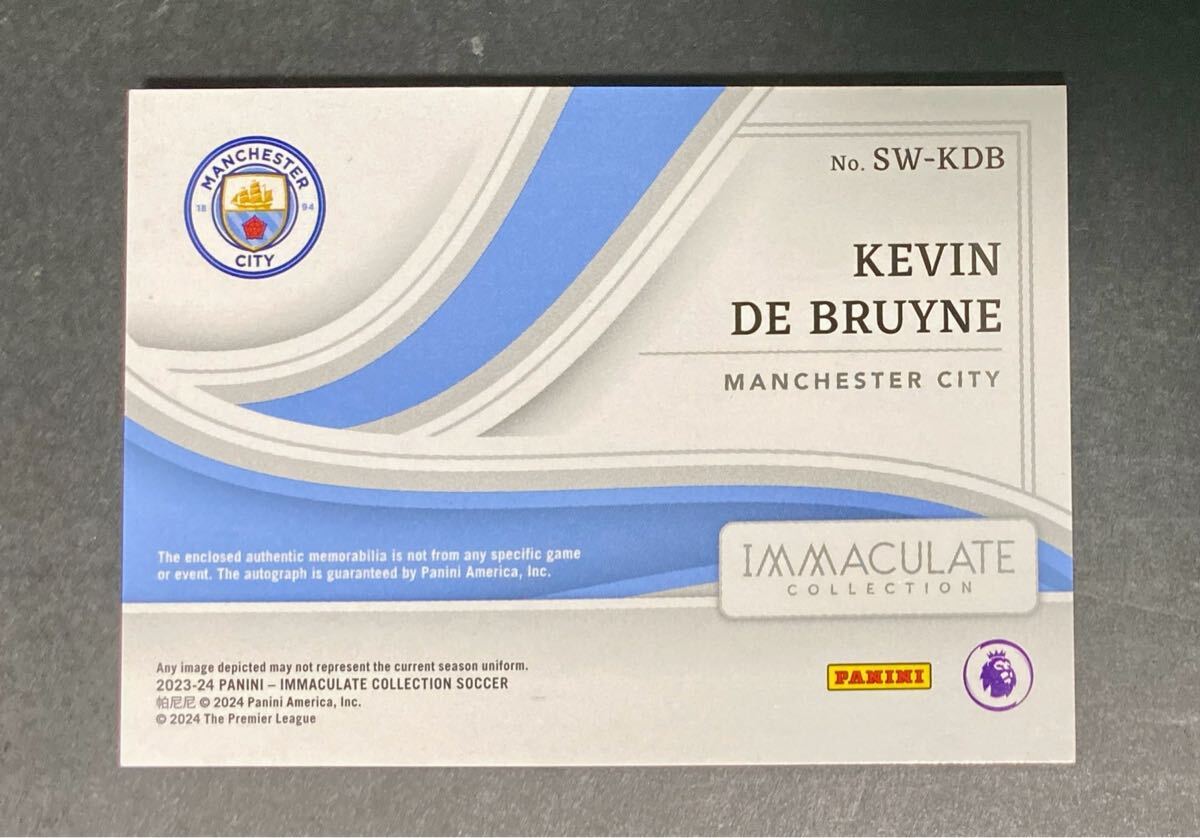 MANCHESTER
18 94
CITY
No. SW-KDB
KEVIN
DE BRUYNE
MANCHESTER CITY
The enclosed authentic memorabilia is not from any specific game
or event. The autograph is guaranteed by Panini America, Inc.
IMMACULATE
COLLECTION
Any image depicted may not represent the current season uniform.
2023-24 PANINI – IMMACULATE COLLECTION SOCCER
帕尼尼 © 2024 Panini America, Inc.
© 2024 The Premier League
PANINI